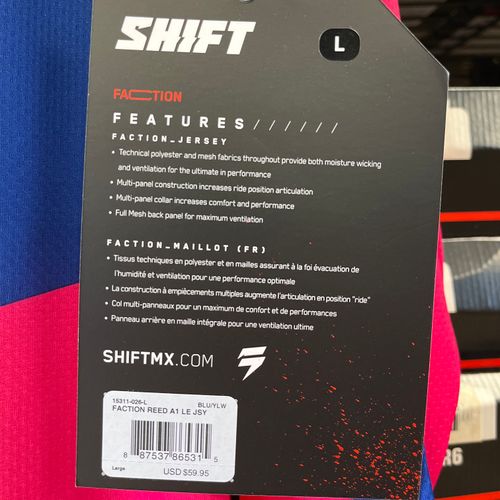 SHIFT
L
FACTION
FEATURES//////
FACTION_JERSEY
• Technical polyester and mesh fabrics throughout provide both moisture wicking
and ventilation for the ultimate in performance
• Multi-panel construction increases ride position articulation
• Multi-panel collar increases comfort and performance
• Full Mesh back panel for maximum ventilation
FACTION_MAILLOT (FR)
• Tissus techniques en polyester et en mailles assurant à la foi évacuation de
l'humidité et ventilation pour une performance optimale
• La construction à empiècements multiples augmente l'articulation en position "ride"
• Col multi-panneaux pour un maximum de confort et de performances
• Panneau arrière en maille intégrale pour une ventilation ultime
SHIFTMX.COM
15311-026-L BLU/YLW
FACTION REED A1 LE JSY
8 87537 86531 5
Large USD $59.95